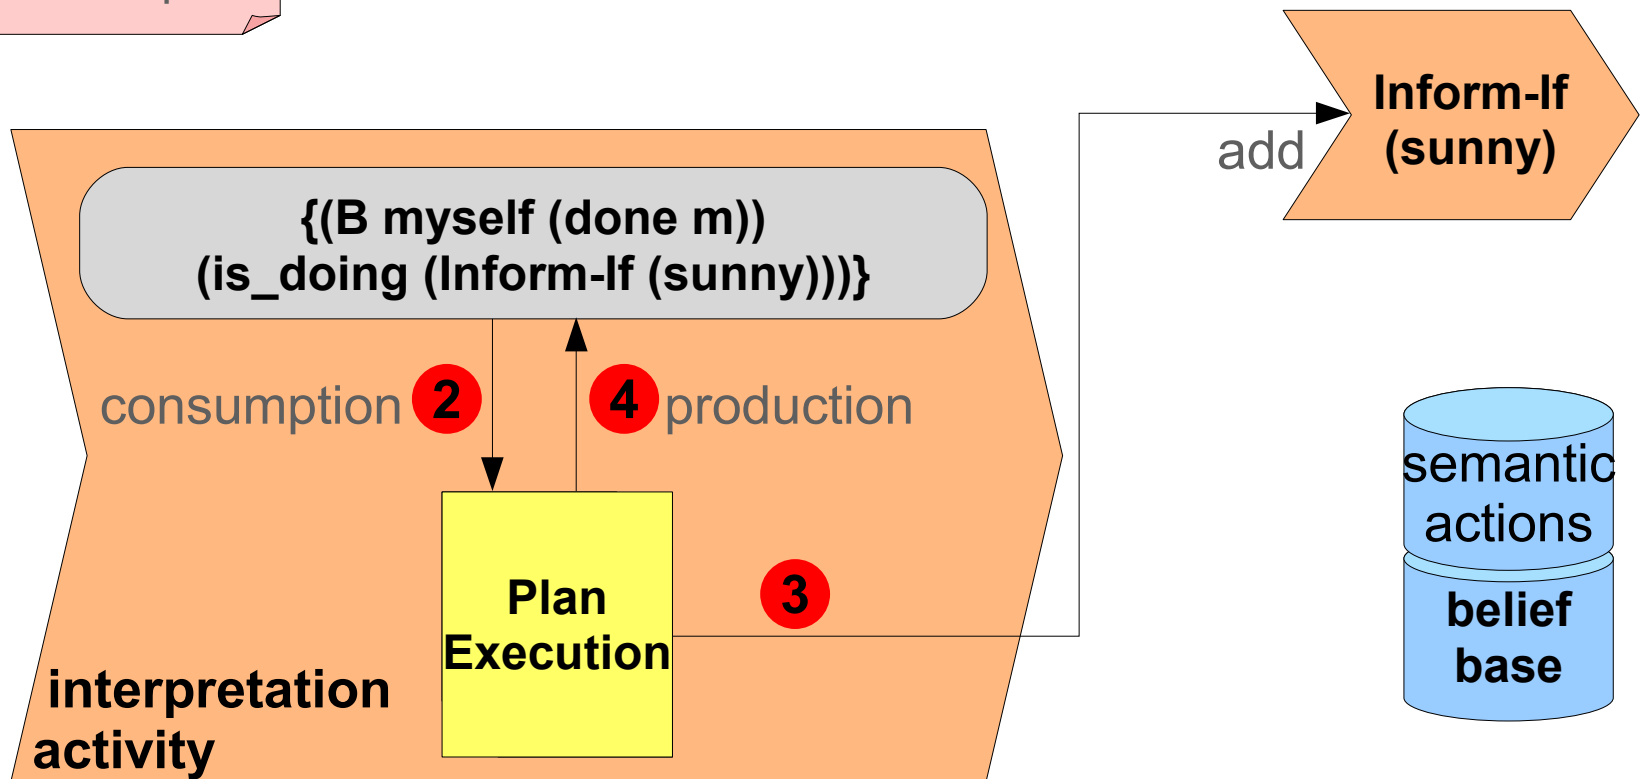 Inform-If
(sunny)
add
{(B myself (done m))
(is_doing (Inform-If (sunny)))}
consumption 2 4 production
semantic
actions
Plan
Execution
3
belief
base
interpretation
activity